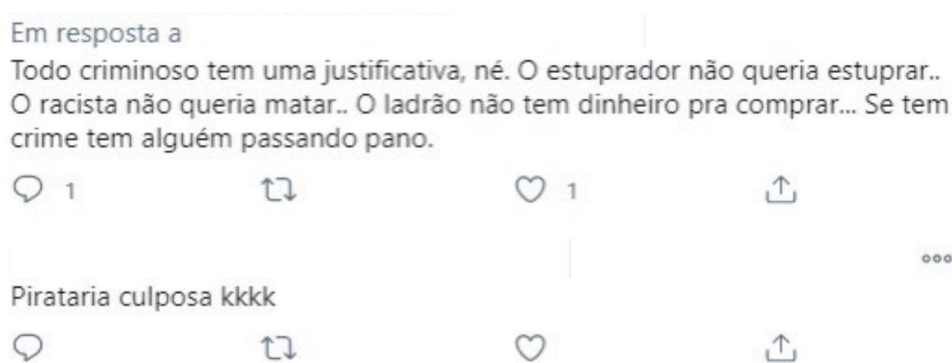 Em resposta a
Todo criminoso tem uma justificativa, né. O estuprador não queria estuprar..
O racista não queria matar.. O ladrão não tem dinheiro pra comprar... Se tem
crime tem alguém passando pano.
1 1
Pirataria culposa kkkk